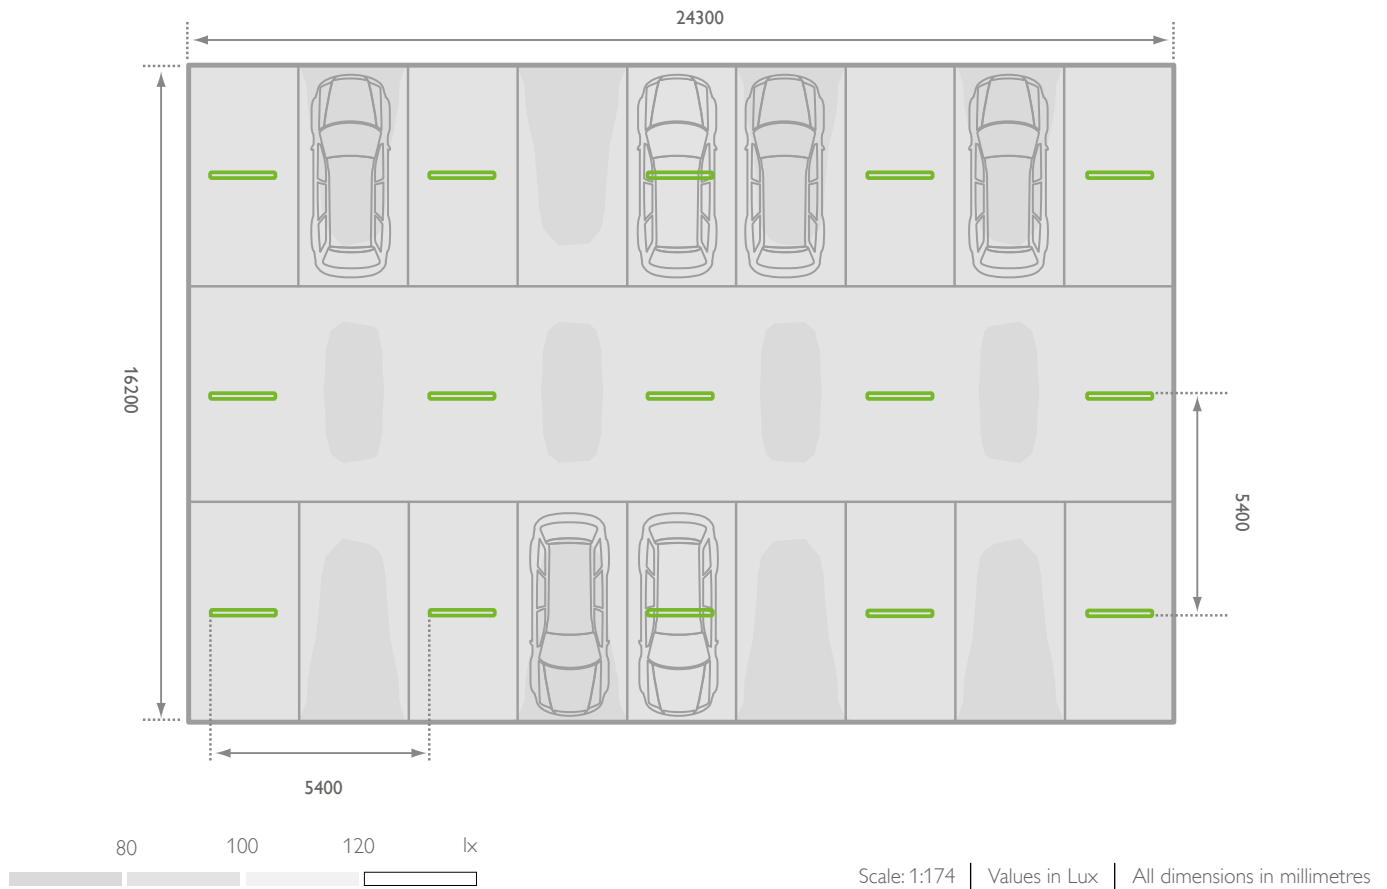 24300
16200
5400
5400
80 100 120 lx
Scale: 1:174 | Values in Lux | All dimensions in millimetres